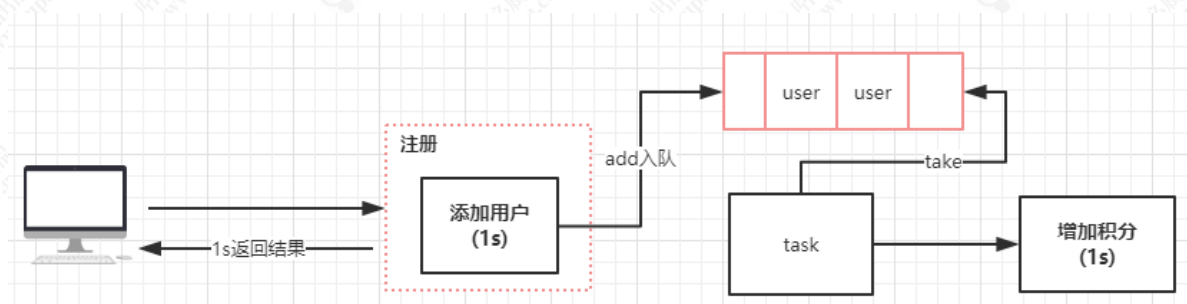 注册
添加用户
(1s)
1s返回结果
add入队
user
user
take
task
增加积分
(1s)